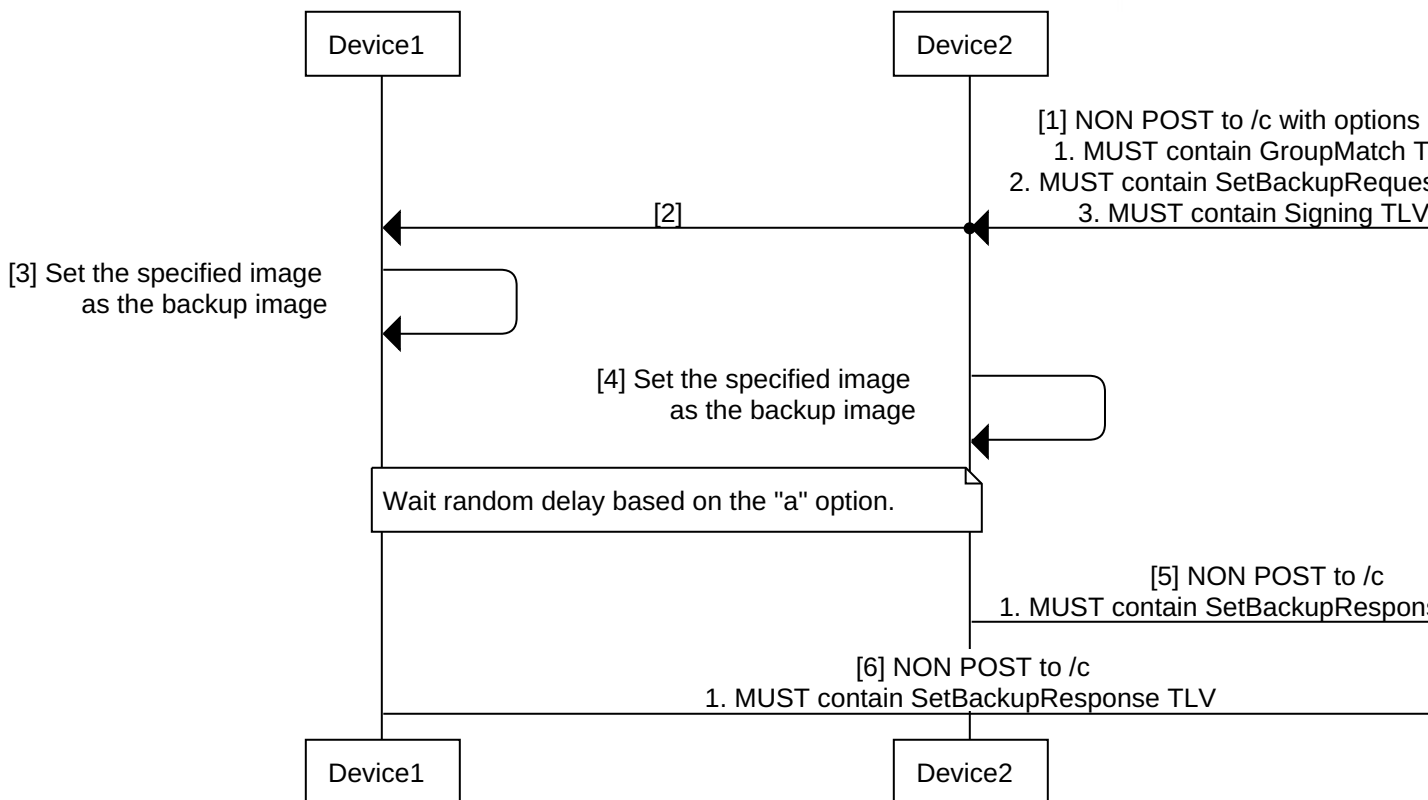 Device1
Device2
[1] NON POST to /c with options
1. MUST contain GroupMatch T
2. MUST contain SetBackupReques
3. MUST contain Signing TLV
[2]
[3] Set the specified image
as the backup image
[4] Set the specified image
as the backup image
Wait random delay based on the "a" option.
[5] NON POST to /c
1. MUST contain SetBackupRespons
[6] NON POST to /c
1. MUST contain SetBackupResponse TLV
Device1
Device2